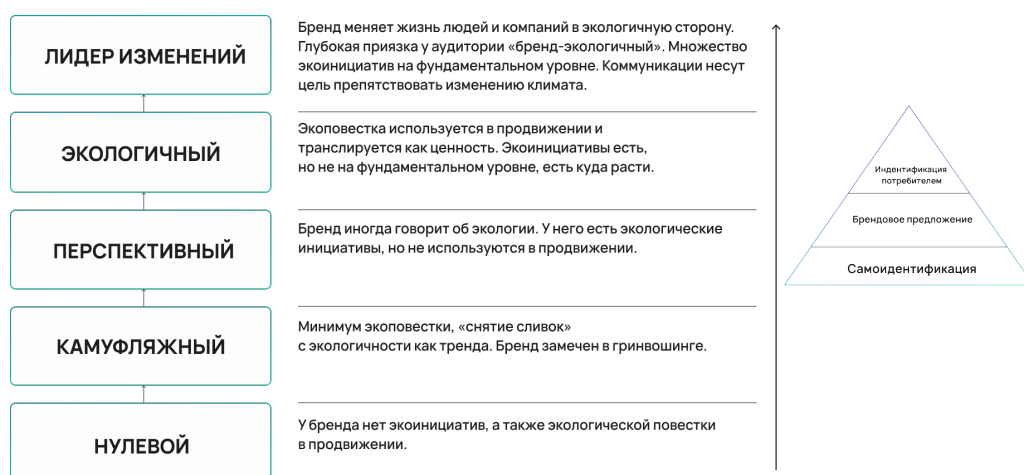 ЛИДЕР ИЗМЕНЕНИЙ
Бренд меняет жизнь людей и компаний в экологичную сторону.
Глубокая приязка у аудитории «бренд-экологичный». Множество
экоинициатив на фундаментальном уровне. Коммуникации несут
цель препятствовать изменению климата.
ЭКОЛОГИЧНЫЙ
Экоповестка используется в продвижении и
транслируется как ценность. Экоинициативы есть,
но не на фундаментальном уровне, есть куда расти.
ПЕРСПЕКТИВНЫЙ
Бренд иногда говорит об экологии. У него есть экологические
инициативы, но не используются в продвижении.
КАМУФЛЯЖНЫЙ
Минимум экоповестки, «снятие сливок»
с экологичности как тренда. Бренд замечен в гринвошинге.
НУЛЕВОЙ
У бренда нет экоинициатив, а также экологической повестки
в продвижении.
Индентификация
потребителем
Брендовое предложение
Самоидентификация